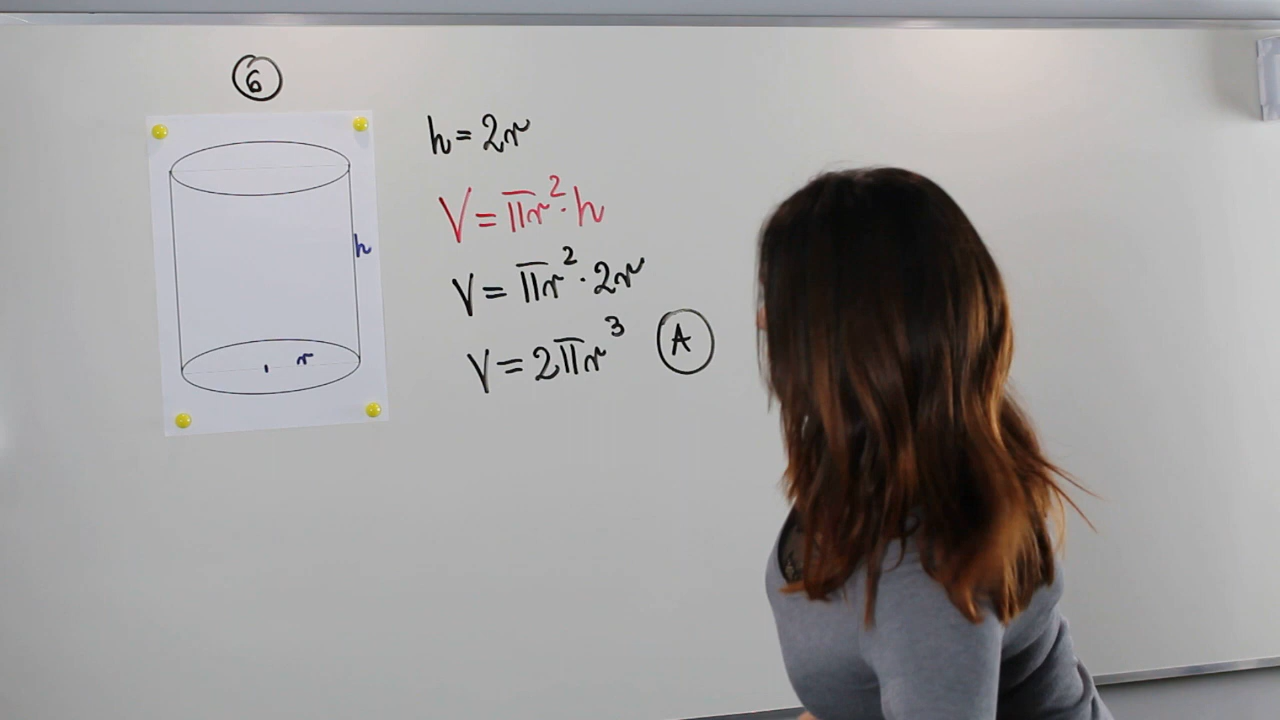 6
h = 2r
V = πr²·h
V = πr²·2r
V = 2πr³ A
h
r